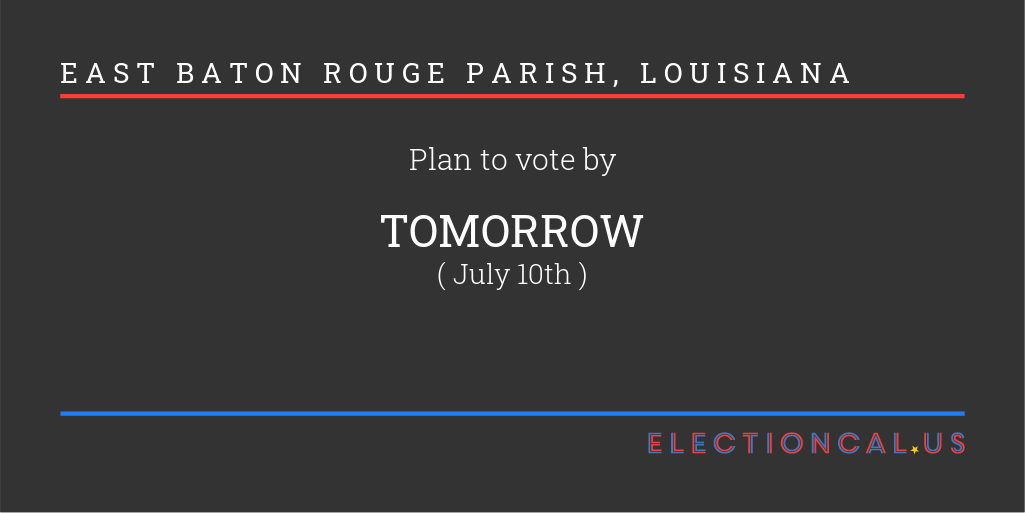 EAST BATON ROUGE PARISH, LOUISIANA
Plan to vote by
TOMORROW
( July 10th )
ELECTIONCAL.US